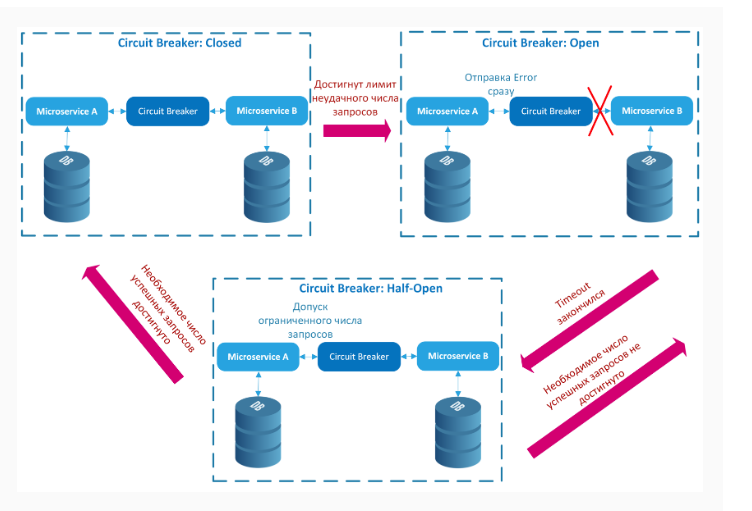 Circuit Breaker: Closed
Microservice A
Circuit Breaker
Microservice B
DB
DB
Достигнут лимит
неудачного числа
запросов
Circuit Breaker: Open
Отправка Error
сразу
Microservice A
Circuit Breaker
Microservice B
DB
DB
Необходимое число
успешных запросов
достигнуто
Circuit Breaker: Half-Open
Допуск
ограниченного числа
запросов
Microservice A
Circuit Breaker
Microservice B
DB
DB
Timeout
закончился
Необходимое число
успешных запросов не
достигнуто